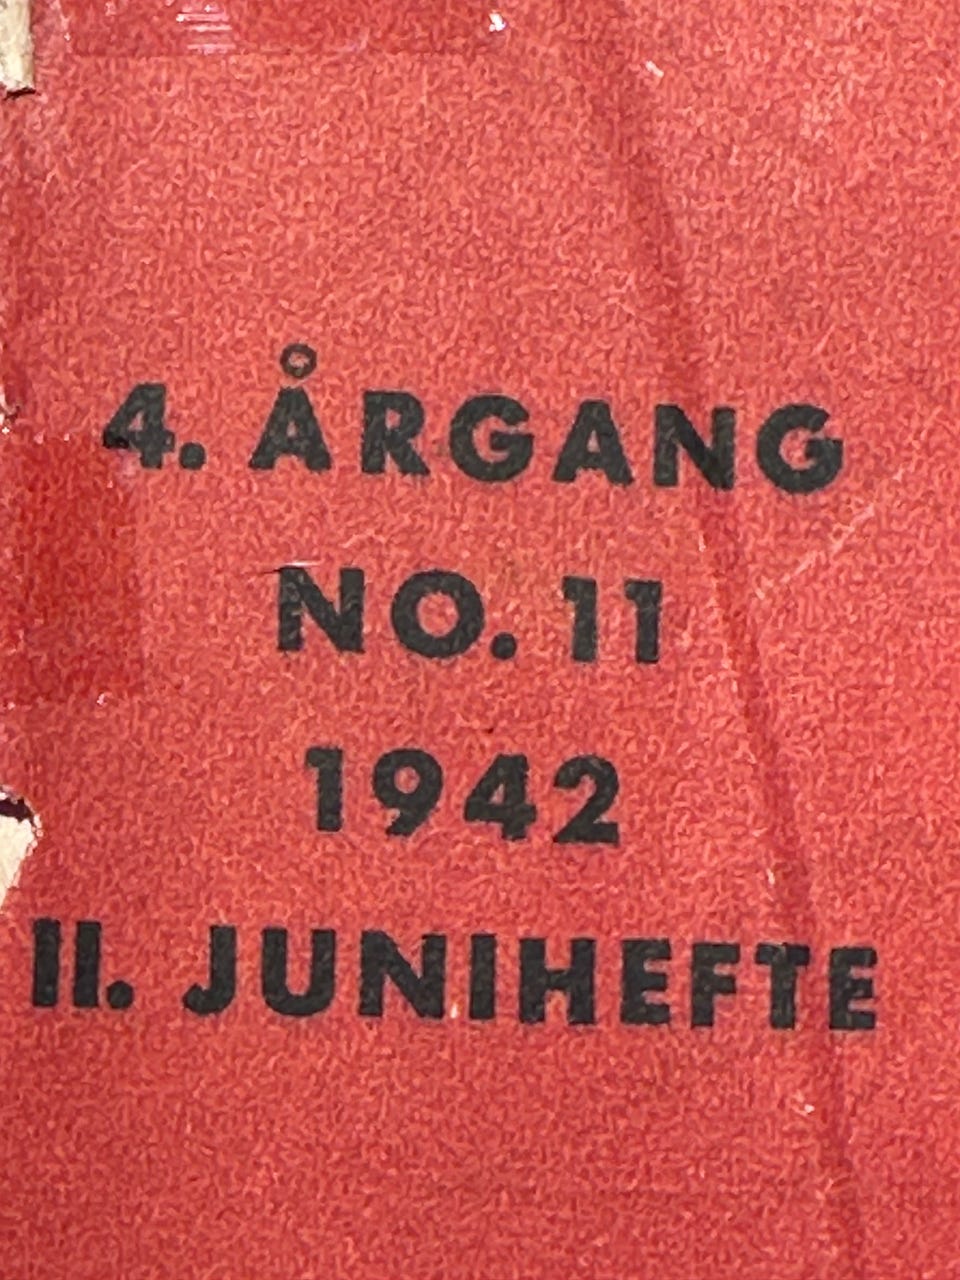 4. ÅRGANG
NO. 11
1942
II. JUNIHEFTE